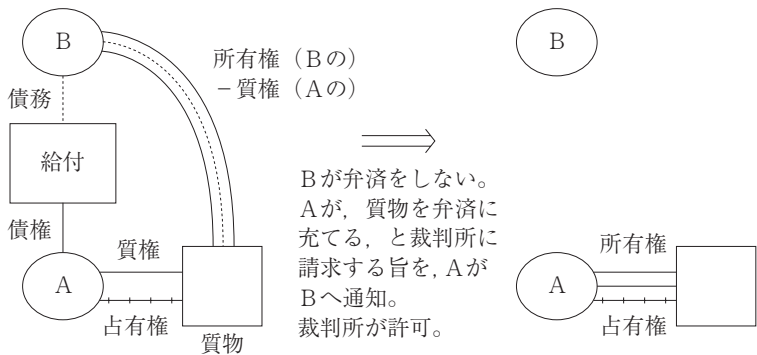 B
所有権（Bの）
－質権（Aの）
債務
給付
債権
A
質権
占有権
質物
Bが弁済をしない。
Aが，質物を弁済に
充てる，と裁判所に
請求する旨を，Aが
Bへ通知。
裁判所が許可。
B
A
所有権
占有権